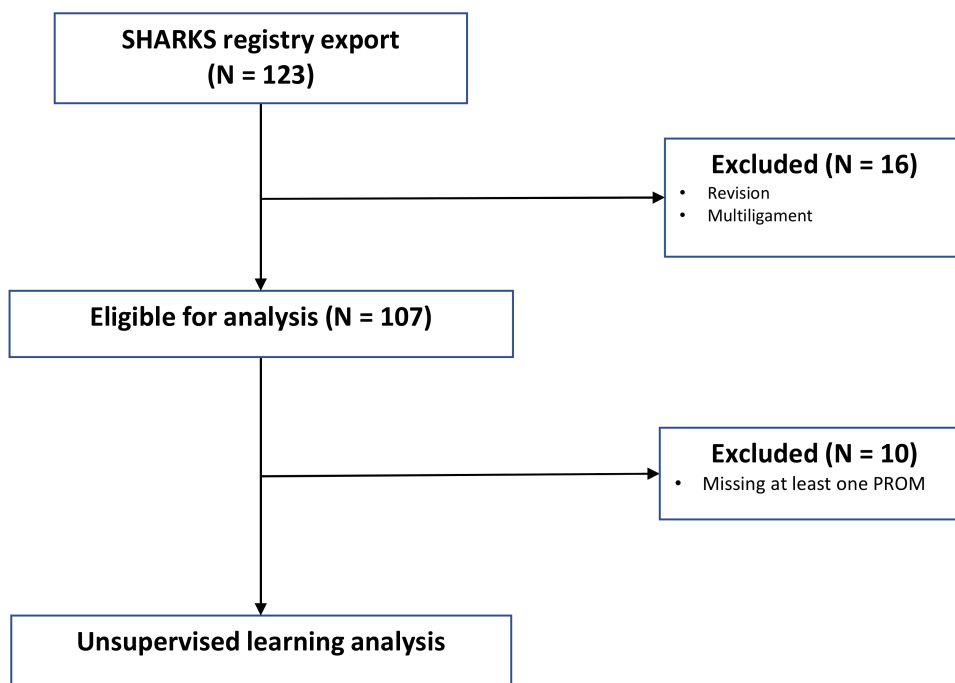 SHARKS registry export
(N = 123)
Excluded (N = 16)
• Revision
• Multiligament
Eligible for analysis (N = 107)
Excluded (N = 10)
• Missing at least one PROM
Unsupervised learning analysis